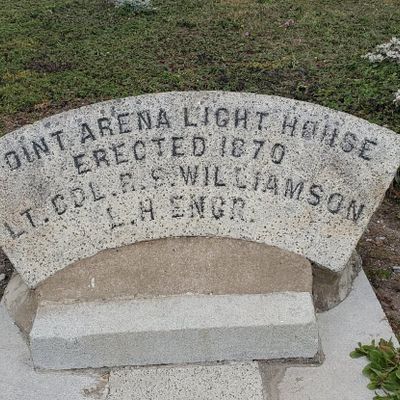 OINT ARENA LIGHT HOUSE
ERECTED 1870
LT. COL. R. S. WILLIAMSON
L. H. ENGR.